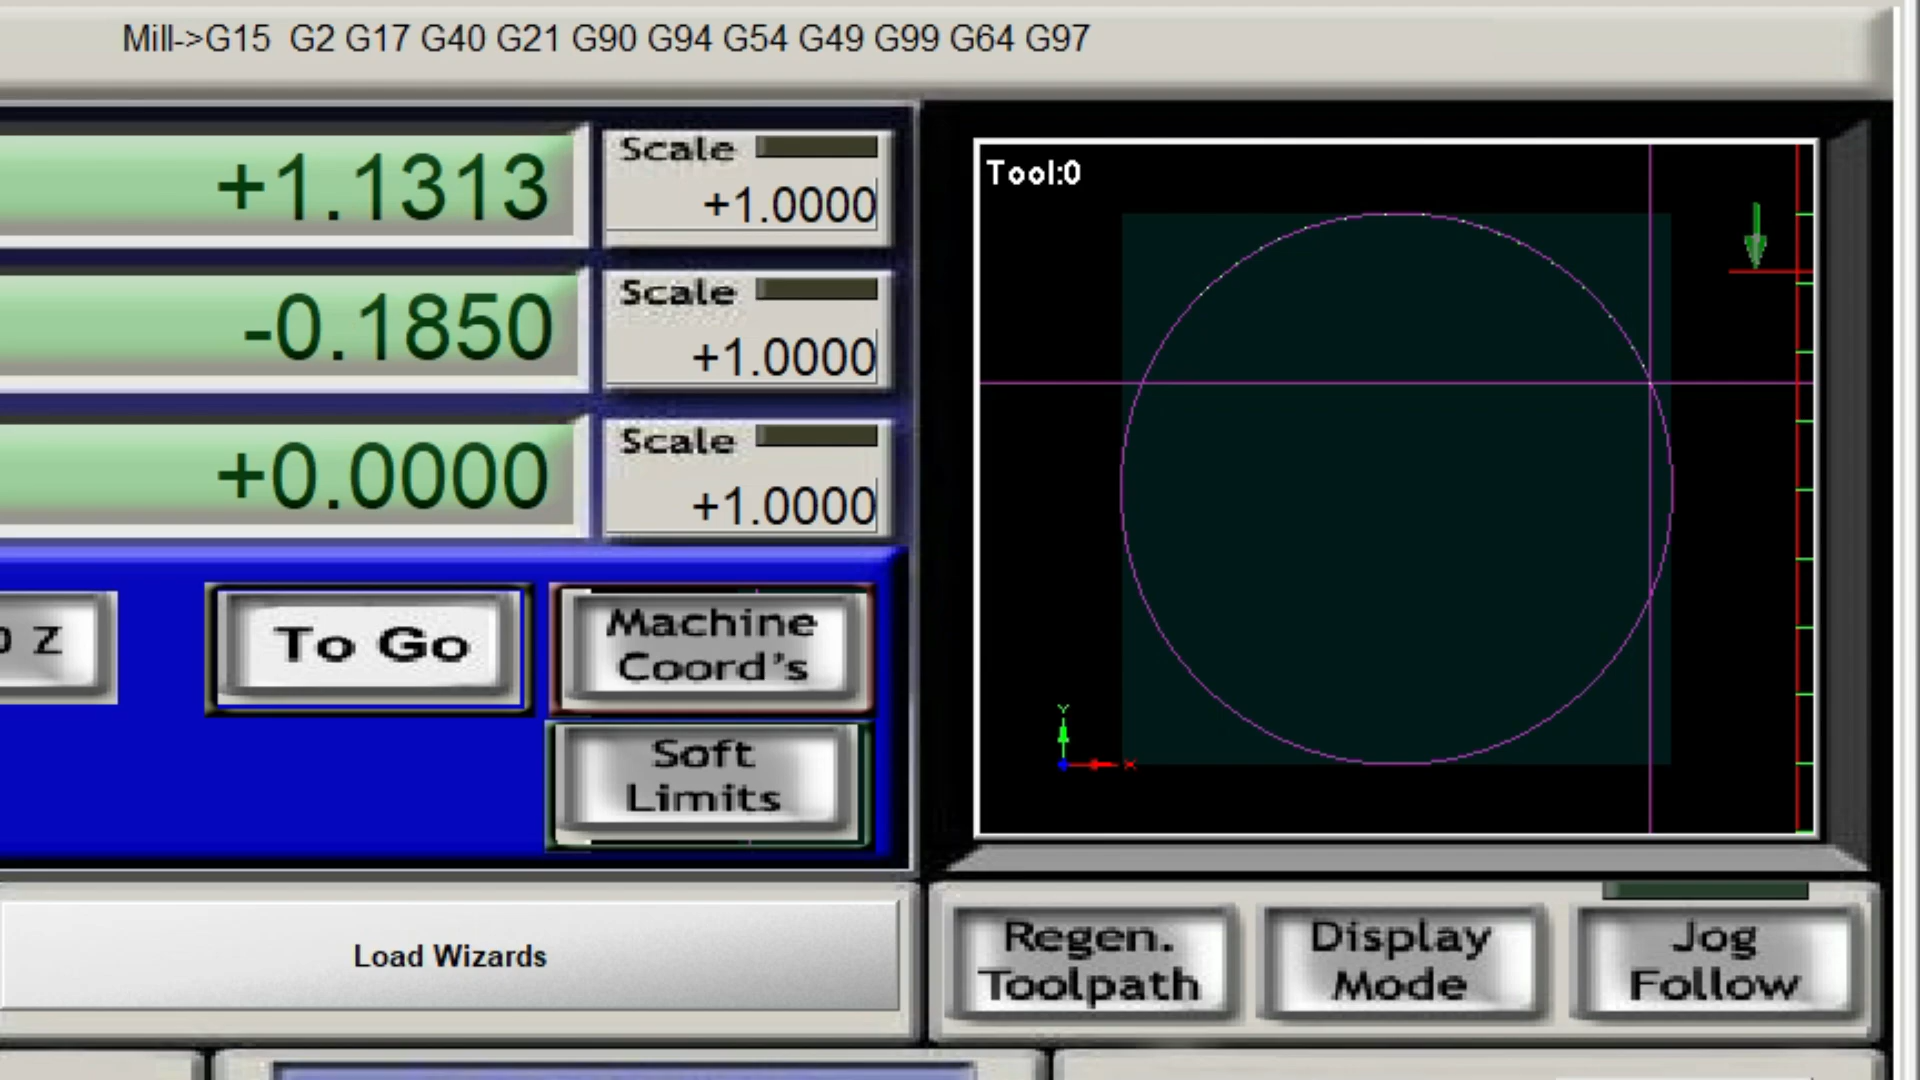 Mill->G15  G2 G17 G40 G21 G90 G94 G54 G49 G99 G64 G97
+1.1313
Scale
+1.0000
-0.1850
Scale
+1.0000
+0.0000
Scale
+1.0000
Tool:0
Y
X
Z
To Go
Machine
Coord's
Soft
Limits
Load Wizards
Regen.
Toolpath
Display
Mode
Jog
Follow